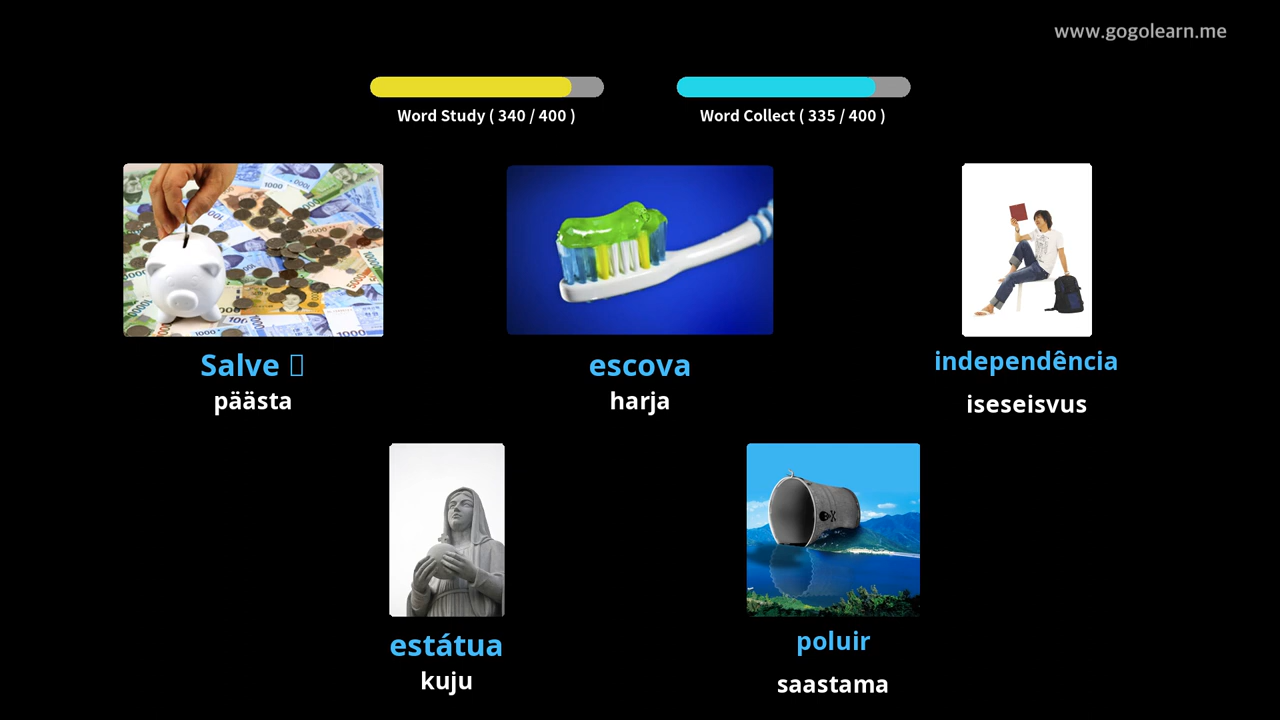 www.gogolearn.me
Word Study ( 340 / 400 )
Word Collect ( 335 / 400 )
Salve
päästa
escova
harja
independência
iseseisvus
estátua
kuju
poluir
saastama